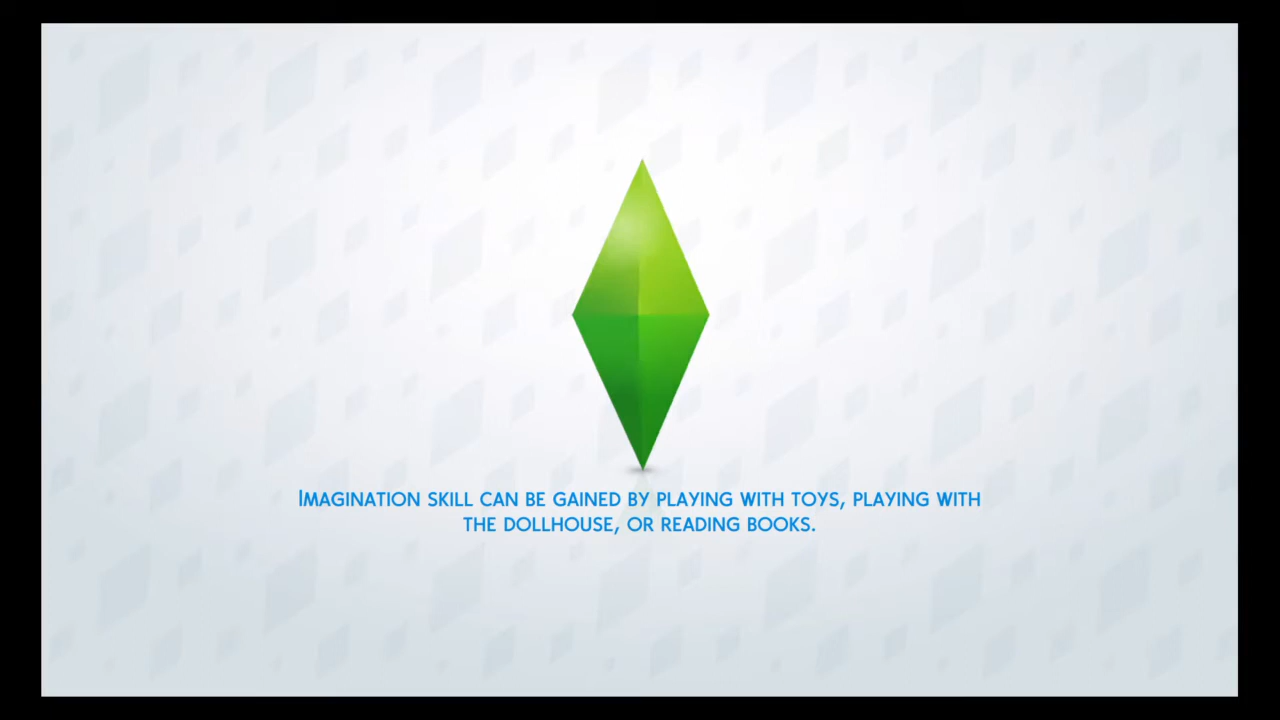 Imagination skill can be gained by playing with toys, playing with
the dollhouse, or reading books.